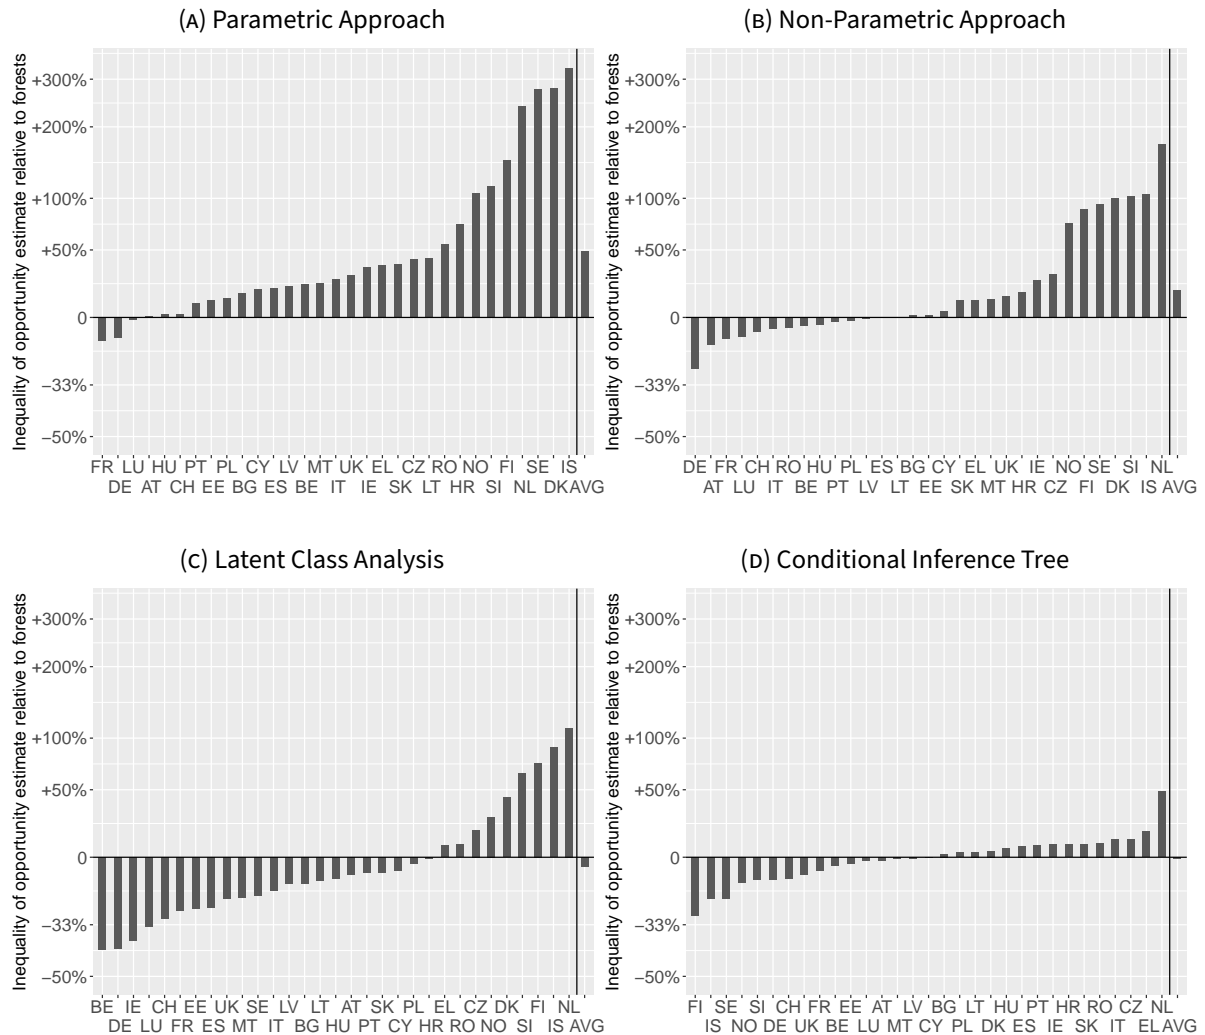 (A) Parametric Approach
Inequality of opportunity estimate relative to forests
+300%
+200%
+100%
+50%
0
−33%
−50%
FR LU HU PT PL CY LV MT UK EL CZ RO NO FI SE IS
DE AT CH EE BG ES BE IT IE SK LT HR SI NL DK AVG
(B) Non-Parametric Approach
Inequality of opportunity estimate relative to forests
+300%
+200%
+100%
+50%
0
−33%
−50%
DE FR CH RO HU PL ES BG CY EL UK IE NO SE SI NL
AT LU IT BE PT LV LT EE SK MT HR CZ FI DK IS AVG
(C) Latent Class Analysis
Inequality of opportunity estimate relative to forests
+300%
+200%
+100%
+50%
0
−33%
−50%
BE IE CH EE UK SE LV LT AT SK PL EL CZ DK FI NL
DE LU FR ES MT IT BG HU PT CY HR RO NO SI IS AVG
(D) Conditional Inference Tree
Inequality of opportunity estimate relative to forests
+300%
+200%
+100%
+50%
0
−33%
−50%
FI SE SI CZ FR EE AT LV BG LT HU PT HR RO CZ NL
IS NO DE UK BE LU MT CY PL DK ES IE SK IT EL AVG